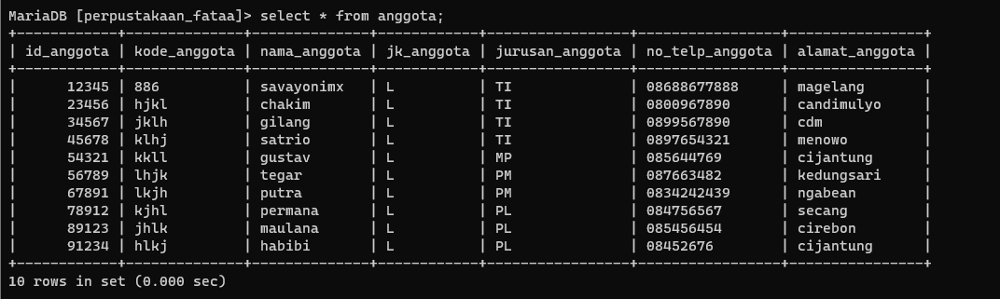 MariaDB [perpustakaan_fataa]> select * from anggota;
+------------+--------------+--------------+------------+-----------------+-----------------+----------------+
| id_anggota | kode_anggota | nama_anggota | jk_anggota | jurusan_anggota | no_telp_anggota | alamat_anggota |
+------------+--------------+--------------+------------+-----------------+-----------------+----------------+
|      12345 | 886          | savayonimx   | L          | TI              | 08688677888     | magelang       |
|      23456 | hjkl         | chakim       | L          | TI              | 0800967890      | candimulyo     |
|      34567 | jklh         | gilang       | L          | TI              | 0899567890      | cdm            |
|      45678 | klhj         | satrio       | L          | TI              | 0897654321      | menowo         |
|      54321 | kkll         | gustav       | L          | MP              | 085644769       | cijantung      |
|      56789 | lhjk         | tegar        | L          | PM              | 087663482       | kedungsari     |
|      67891 | lkjh         | putra        | L          | PM              | 0834242439      | ngabean        |
|      78912 | kjhl         | permana      | L          | PL              | 084756567       | secang         |
|      89123 | jhlk         | maulana      | L          | PL              | 085456454       | cirebon        |
|      91234 | hlkj         | habibi       | L          | PL              | 08452676        | cijantung      |
+------------+--------------+--------------+------------+-----------------+-----------------+----------------+
10 rows in set (0.000 sec)